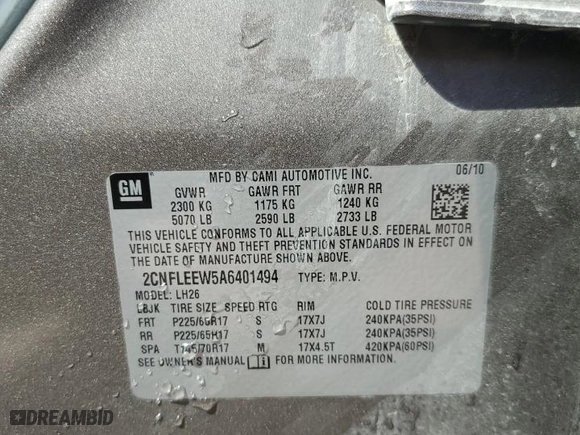 GM
MFD BY CAMI AUTOMOTIVE INC. 06/10
GVWR GAWR FRT GAWR RR
2300 KG 1175 KG 1240 KG
5070 LB 2590 LB 2733 LB
THIS VEHICLE CONFORMS TO ALL APPLICABLE U.S. FEDERAL MOTOR
VEHICLE SAFETY AND THEFT PREVENTION STANDARDS IN EFFECT ON
THE DATE OF MANUFACTURE SHOWN ABOVE.
2CNFLEEW5A6401494 TYPE: M.P.V.
MODEL: LH26
LBJK TIRE SIZE SPEED RTG RIM COLD TIRE PRESSURE
FRT P225/65R17 S 17X7J 240KPA(35PSI)
RR P225/65R17 S 17X7J 240KPA(35PSI)
SPA T145/70R17 M 17X4.5T 420KPA(60PSI)
SEE OWNER'S MANUAL FOR MORE INFORMATION.
DREAMBID